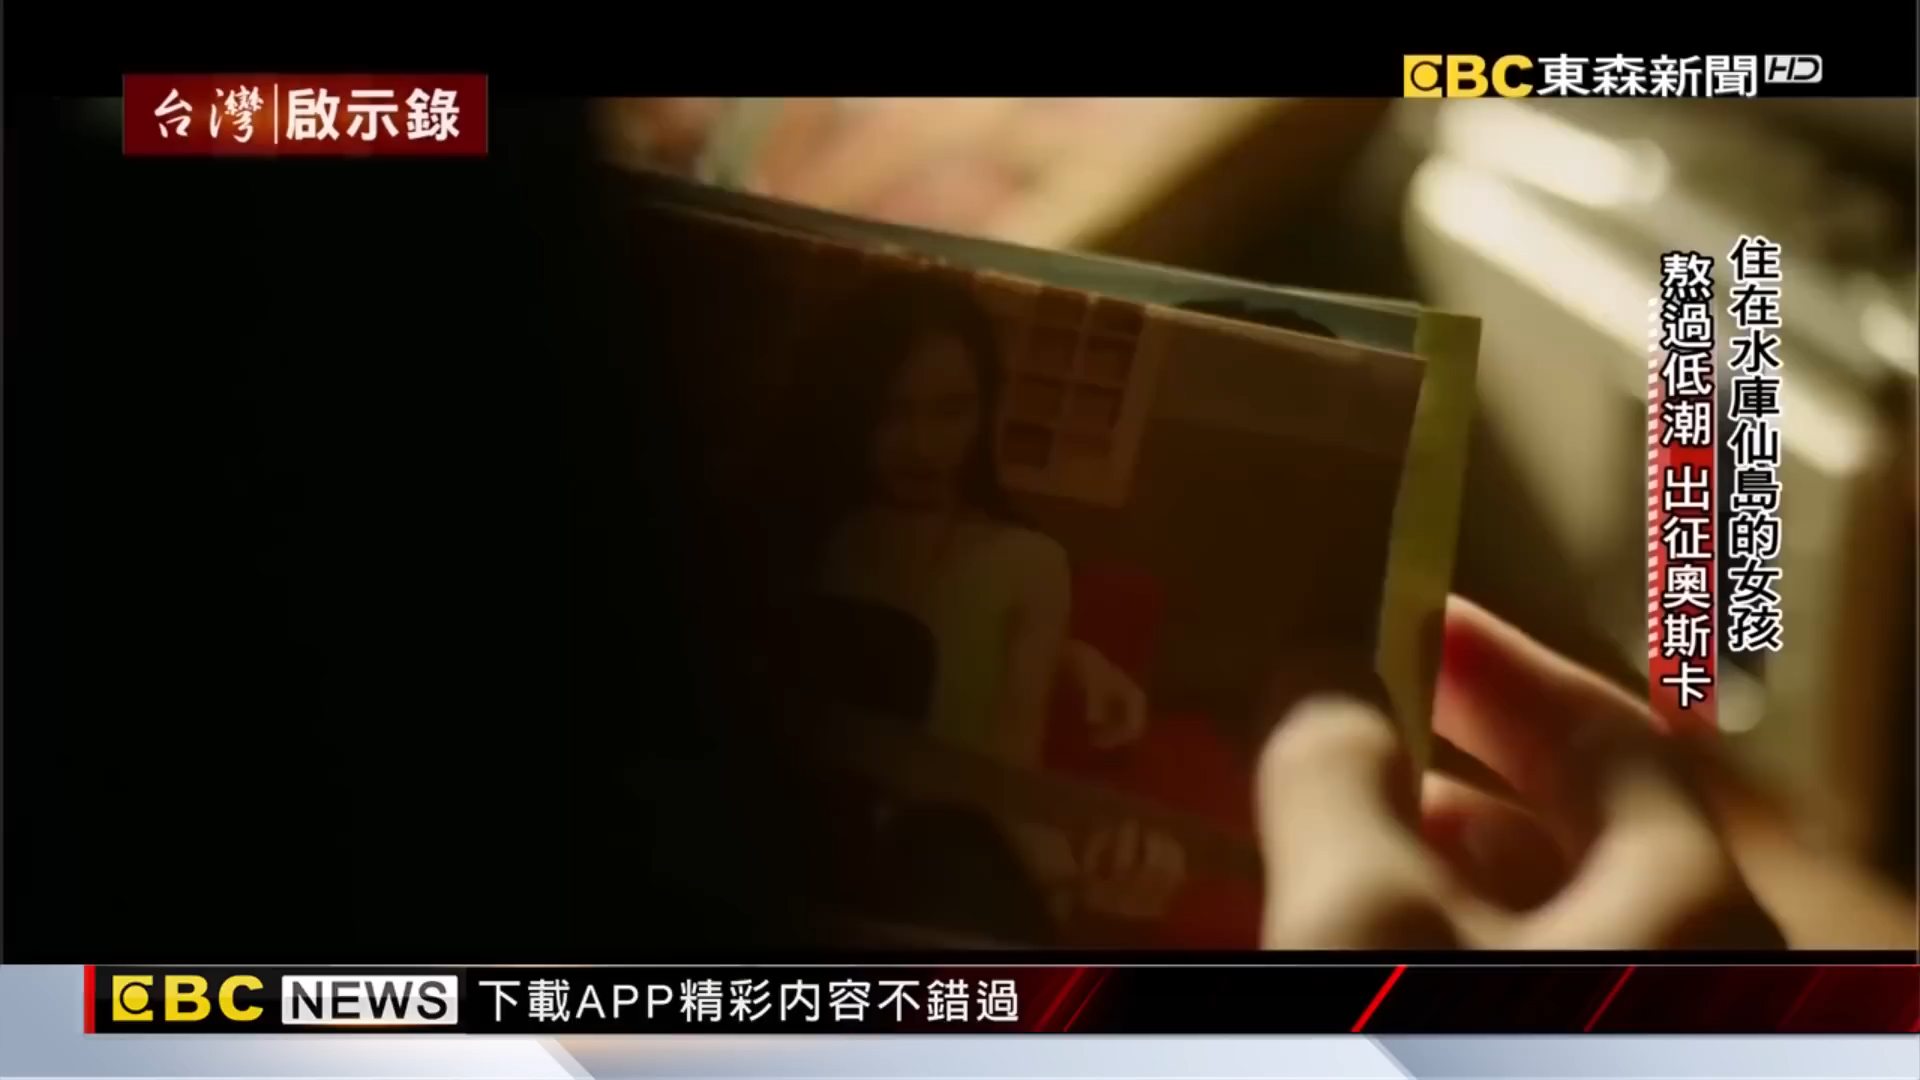 台灣|啟示錄
EBC東森新聞HD
住在水庫仙島的女孩
熬過低潮 出征奧斯卡
EBC NEWS 下載APP精彩內容不錯過